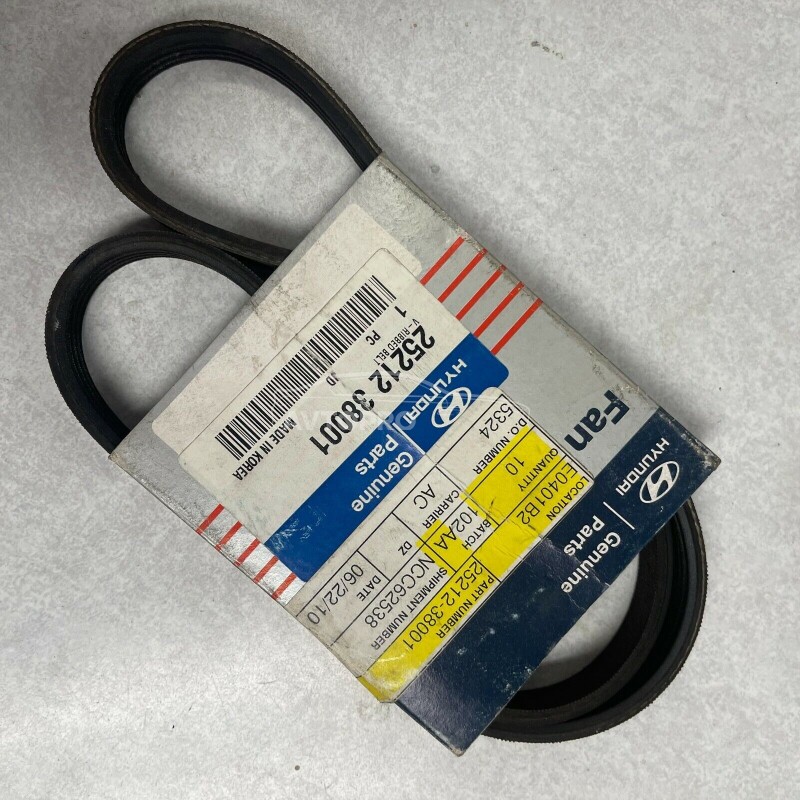 HYUNDAI
Genuine
Parts
Fan
HYUNDAI
Genuine
Parts
25212 38001
V-RIBBED BELT
1 PC
JD
MADE IN KOREA
LOCATION
E0401B2
QUANTITY
10
D.O. NUMBER
5324
PART NUMBER
25212-38001
BATCH
102AA
CARRIER
AC
SHIPMENT NUMBER
NCC62538
DZ
DATE
06/22/10